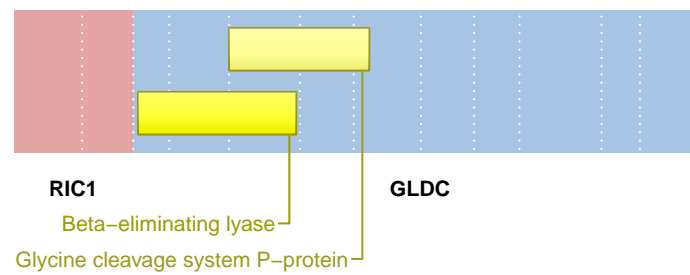 RIC1 GLDC
Beta−eliminating lyase
Glycine cleavage system P−protein